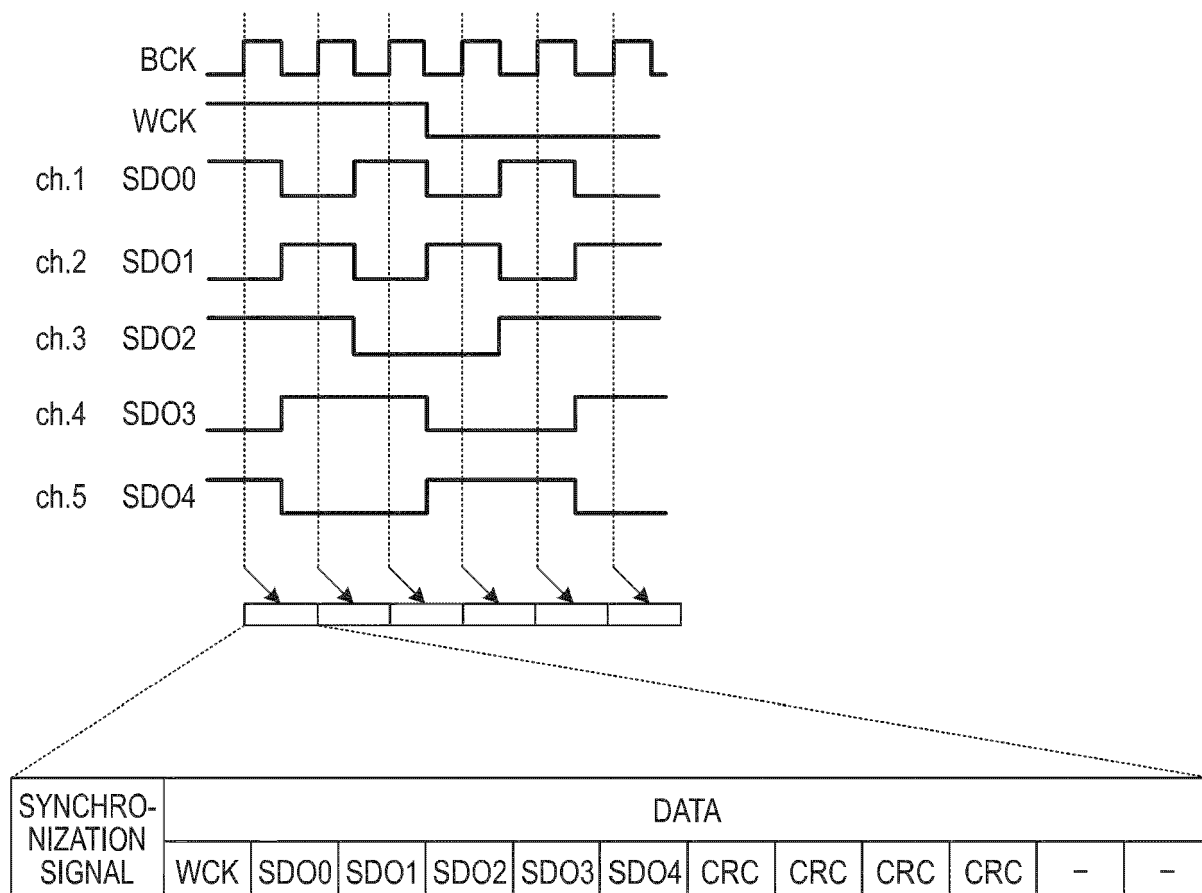 BCK
WCK
ch.1 SDO0
ch.2 SDO1
ch.3 SDO2
ch.4 SDO3
ch.5 SDO4
SYNCHRO-
NIZATION
SIGNAL
DATA
WCK SDO0 SDO1 SDO2 SDO3 SDO4 CRC CRC CRC CRC – –